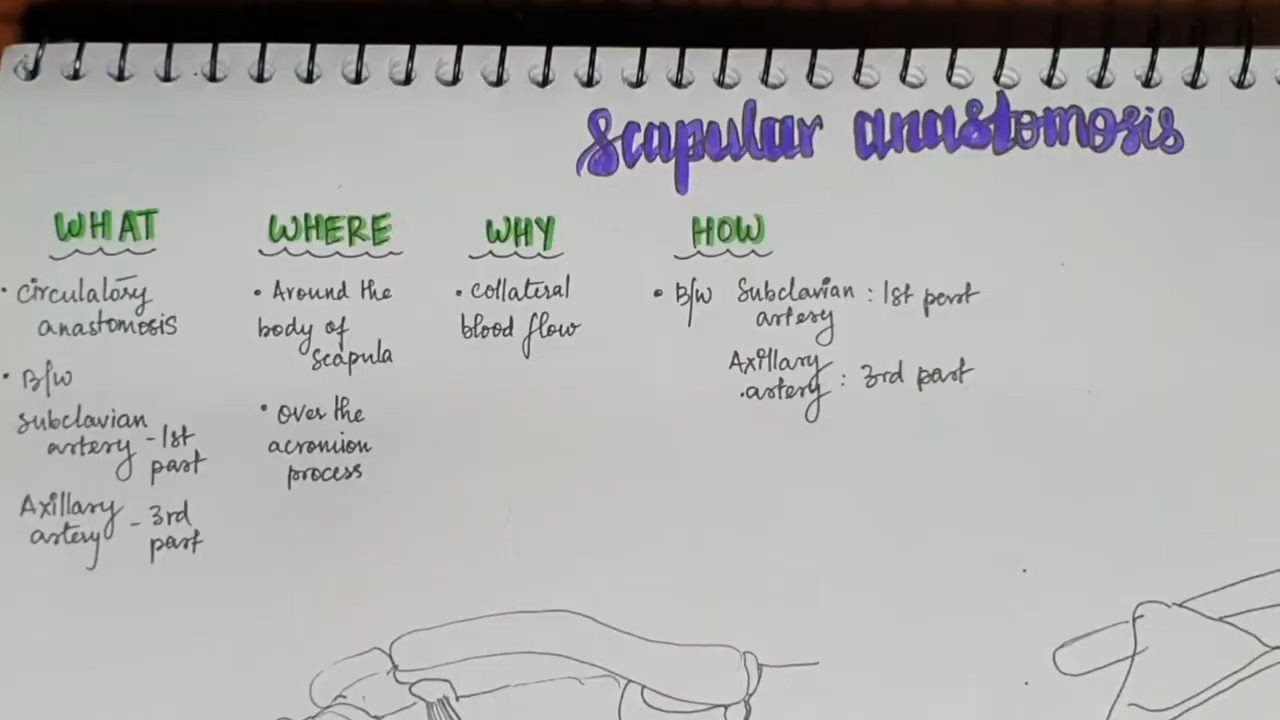 Scapular anastomosis
WHAT
• Circulatory
anastomosis
• B/w
subclavian
artery - 1st
part
Axillary
artery - 3rd
part
WHERE
• Around the
body of
scapula
• Over the
acromion
process
WHY
• Collateral
blood flow
HOW
• B/w Subclavian : 1st part
artery
Axillary
artery : 3rd part